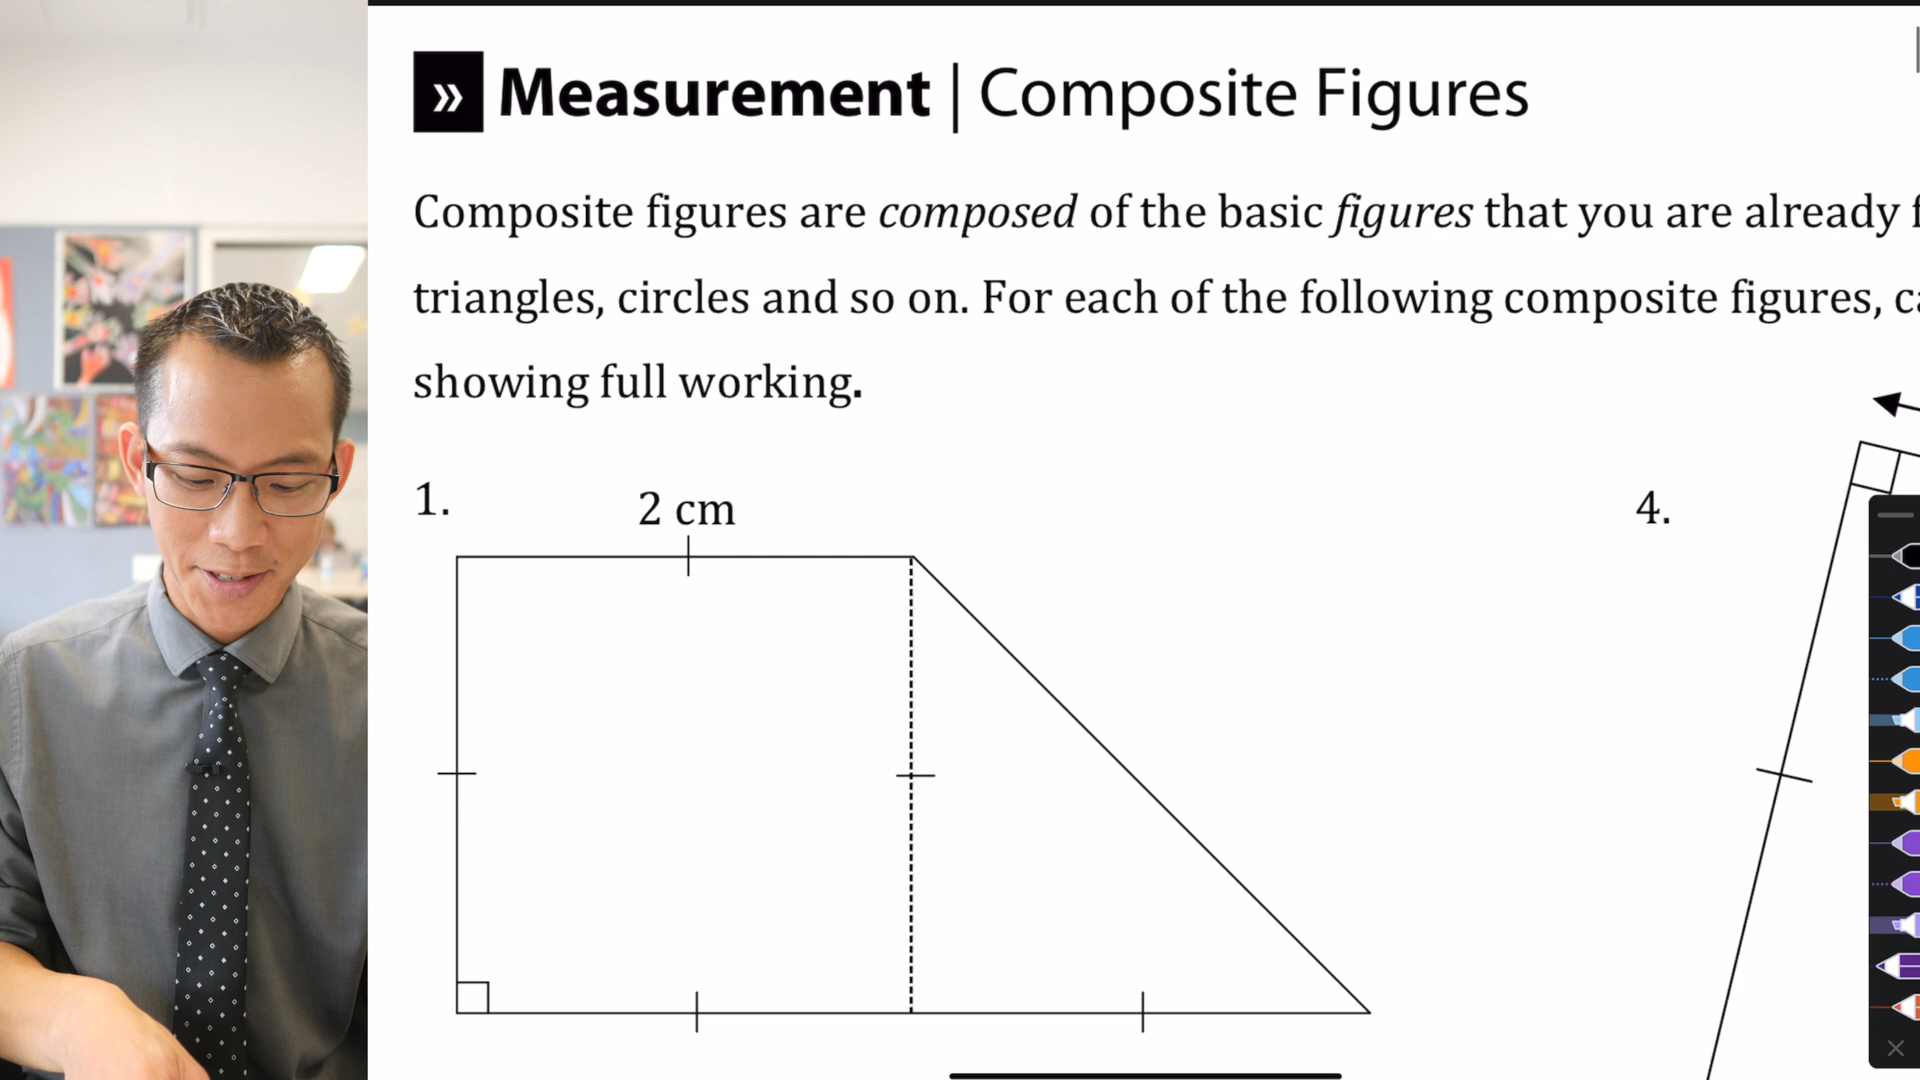 » Measurement | Composite Figures
Composite figures are composed of the basic figures that you are already
triangles, circles and so on. For each of the following composite figures,
showing full working.
1.
2 cm
4.